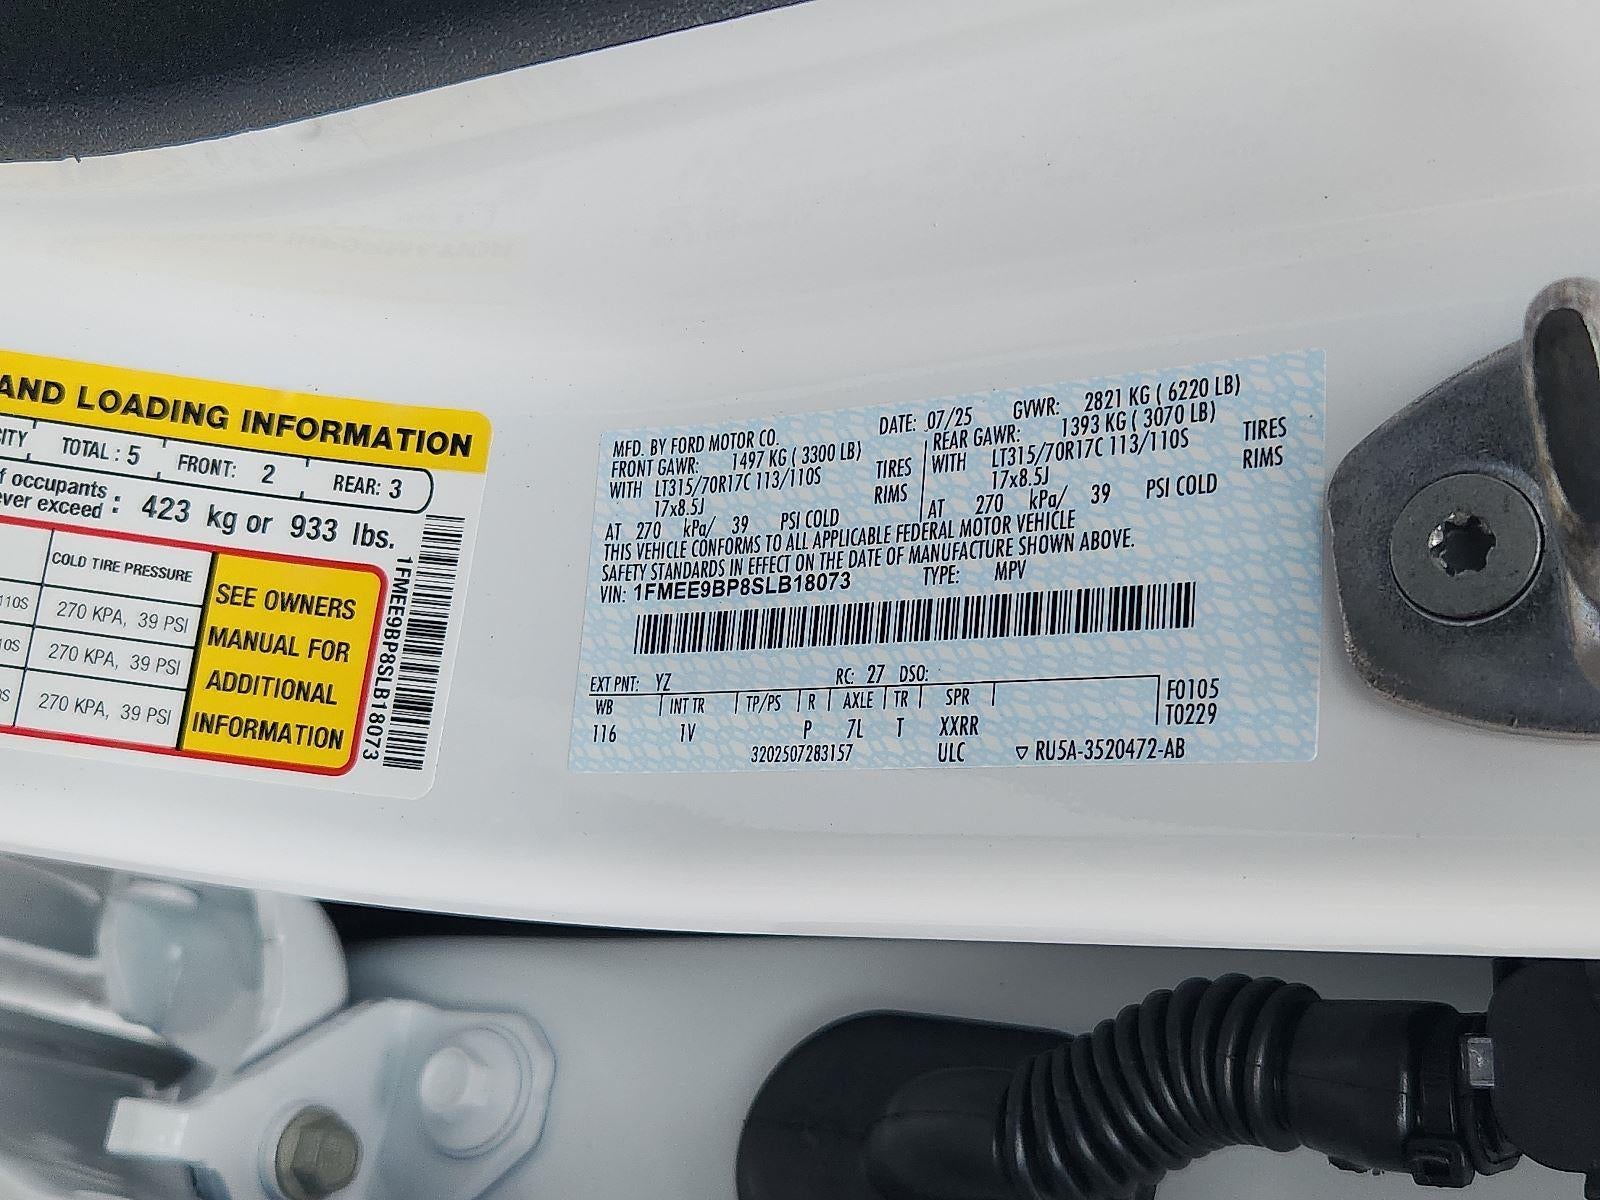 AND LOADING INFORMATION
CITY TOTAL : 5 FRONT: 2 REAR: 3
f occupants
ever exceed : 423 kg or 933 lbs.
COLD TIRE PRESSURE
110S 270 KPA, 39 PSI
10S 270 KPA, 39 PSI
0S 270 KPA, 39 PSI
SEE OWNERS
MANUAL FOR
ADDITIONAL
INFORMATION
1FMEE9BP8SLB18073
MFD. BY FORD MOTOR CO. DATE: 07/25 GVWR: 2821 KG ( 6220 LB)
FRONT GAWR: 1497 KG ( 3300 LB) REAR GAWR: 1393 KG ( 3070 LB)
WITH LT315/70R17C 113/110S TIRES WITH LT315/70R17C 113/110S TIRES
17x8.5J RIMS 17x8.5J RIMS
AT 270 kPa/ 39 PSI COLD AT 270 kPa/ 39 PSI COLD
THIS VEHICLE CONFORMS TO ALL APPLICABLE FEDERAL MOTOR VEHICLE
SAFETY STANDARDS IN EFFECT ON THE DATE OF MANUFACTURE SHOWN ABOVE.
VIN: 1FMEE9BP8SLB18073 TYPE: MPV
EXT PNT: YZ RC: 27 DSO:
WB INT TR TP/PS R AXLE TR SPR F0105
116 1V P 7L T XXRR T0229
3202507283157 ULC ▽ RU5A-3520472-AB